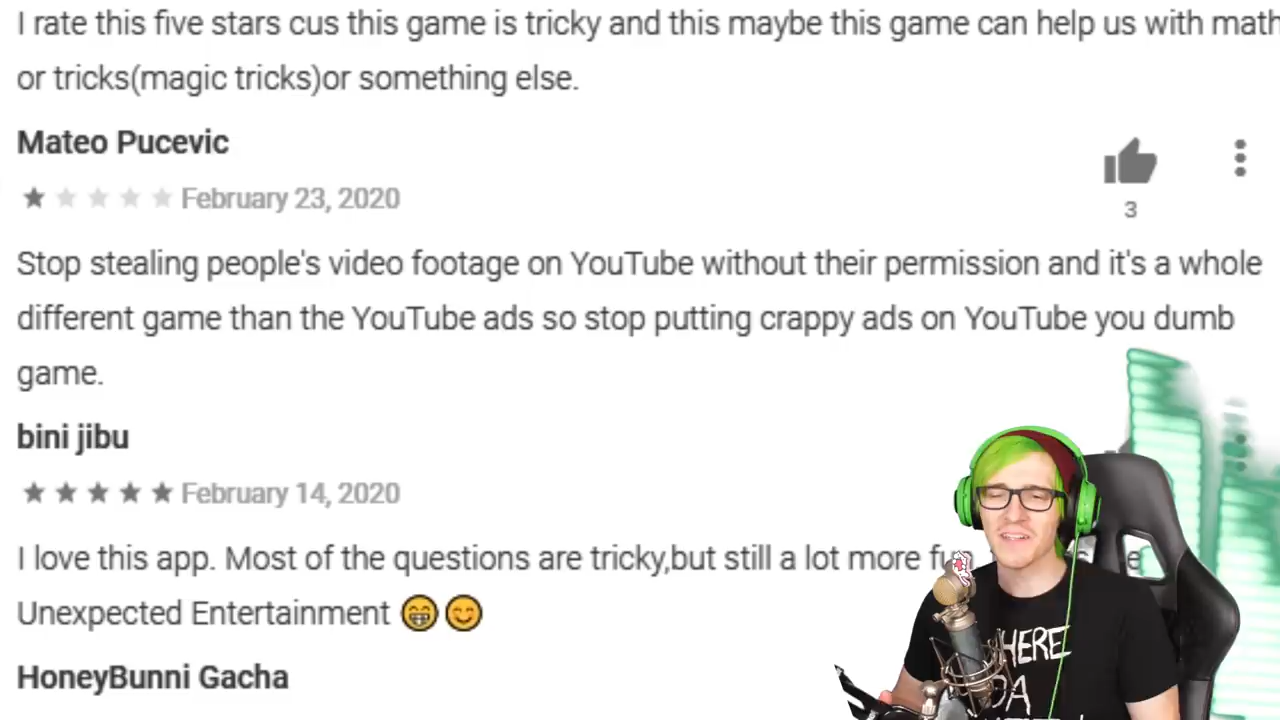 I rate this five stars cus this game is tricky and this maybe this game can help us with math
or tricks(magic tricks)or something else.
Mateo Pucevic
February 23, 2020
3
Stop stealing people's video footage on YouTube without their permission and it's a whole
different game than the YouTube ads so stop putting crappy ads on YouTube you dumb
game.
bini jibu
February 14, 2020
I love this app. Most of the questions are tricky,but still a lot more
Unexpected Entertainment 😁😊
HoneyBunni Gacha
HERE
DA